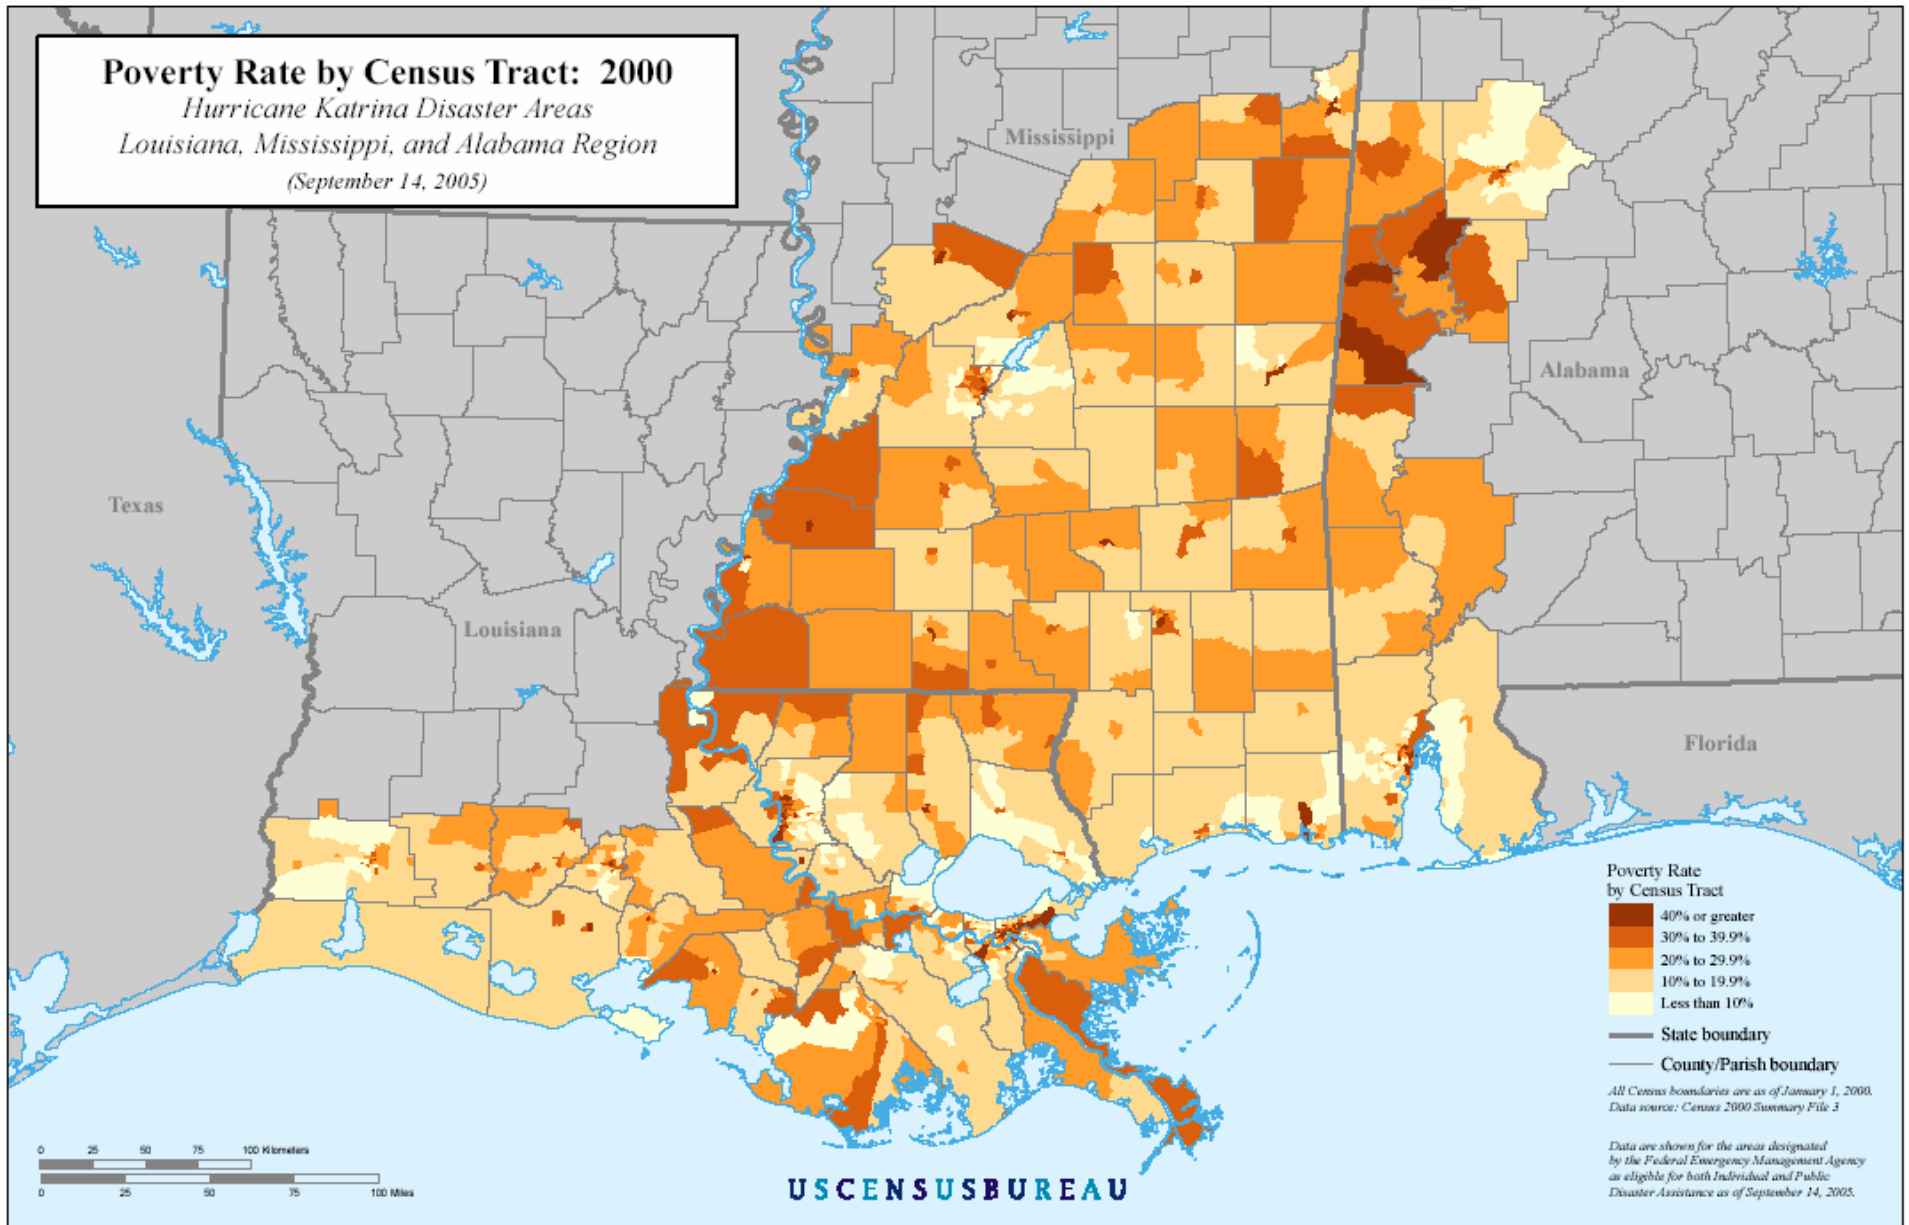 Poverty Rate by Census Tract: 2000
Hurricane Katrina Disaster Areas
Louisiana, Mississippi, and Alabama Region
(September 14, 2005)
Mississippi
Alabama
Texas
Louisiana
Florida
Poverty Rate
by Census Tract
40% or greater
30% to 39.9%
20% to 29.9%
10% to 19.9%
Less than 10%
State boundary
County/Parish boundary
All Census boundaries are as of January 1, 2000.
Data source: Census 2000 Summary File 3
Data are shown for the areas designated
by the Federal Emergency Management Agency
as eligible for both Individual and Public
Disaster Assistance as of September 14, 2005.
0 25 50 75 100 Kilometers
0 25 50 75 100 Miles
USCENSUSBUREAU